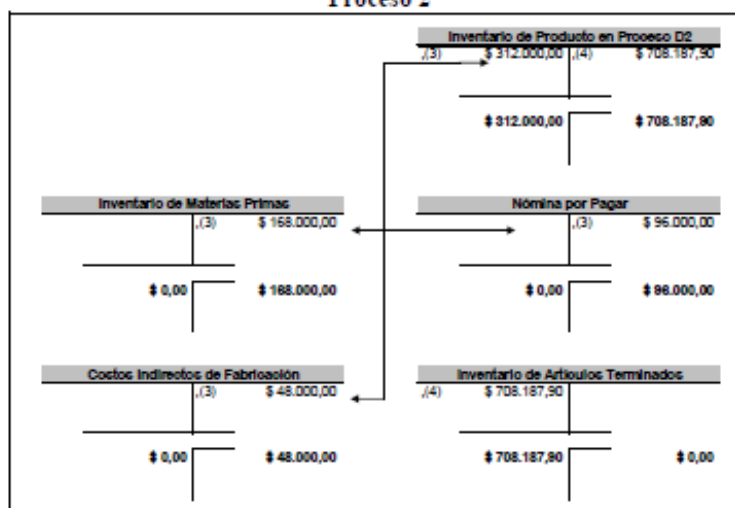 Proceso 2
Inventario de Producto en Proceso D2
,(3) $ 312.000,00 ,(4) $ 708.187,90
$ 312.000,00 $ 708.187,90
Inventario de Materias Primas
,(3) $ 168.000,00
$ 0,00 $ 168.000,00
Nómina por Pagar
,(3) $ 96.000,00
$ 0,00 $ 96.000,00
Costos Indirectos de Fabricación
,(3) $ 48.000,00
$ 0,00 $ 48.000,00
Inventario de Artículos Terminados
,(4) $ 708.187,90
$ 708.187,90 $ 0,00